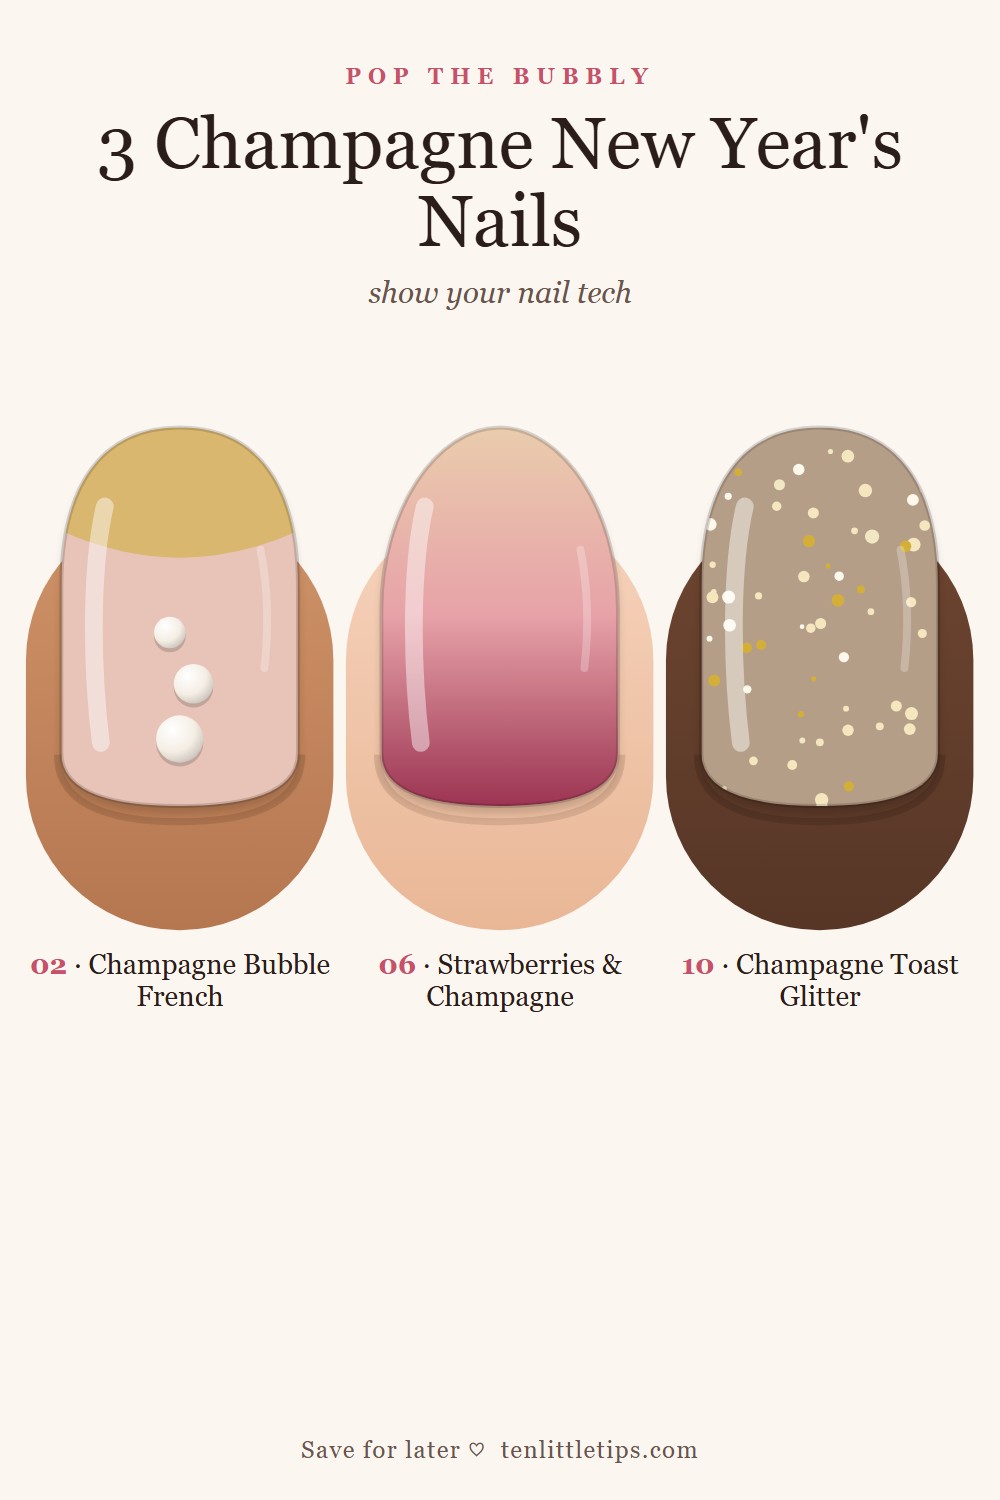 POP THE BUBBLY
3 Champagne New Year's
Nails
show your nail tech
02 · Champagne Bubble
French
06 · Strawberries &
Champagne
10 · Champagne Toast
Glitter
Save for later ♡ tenlittletips.com